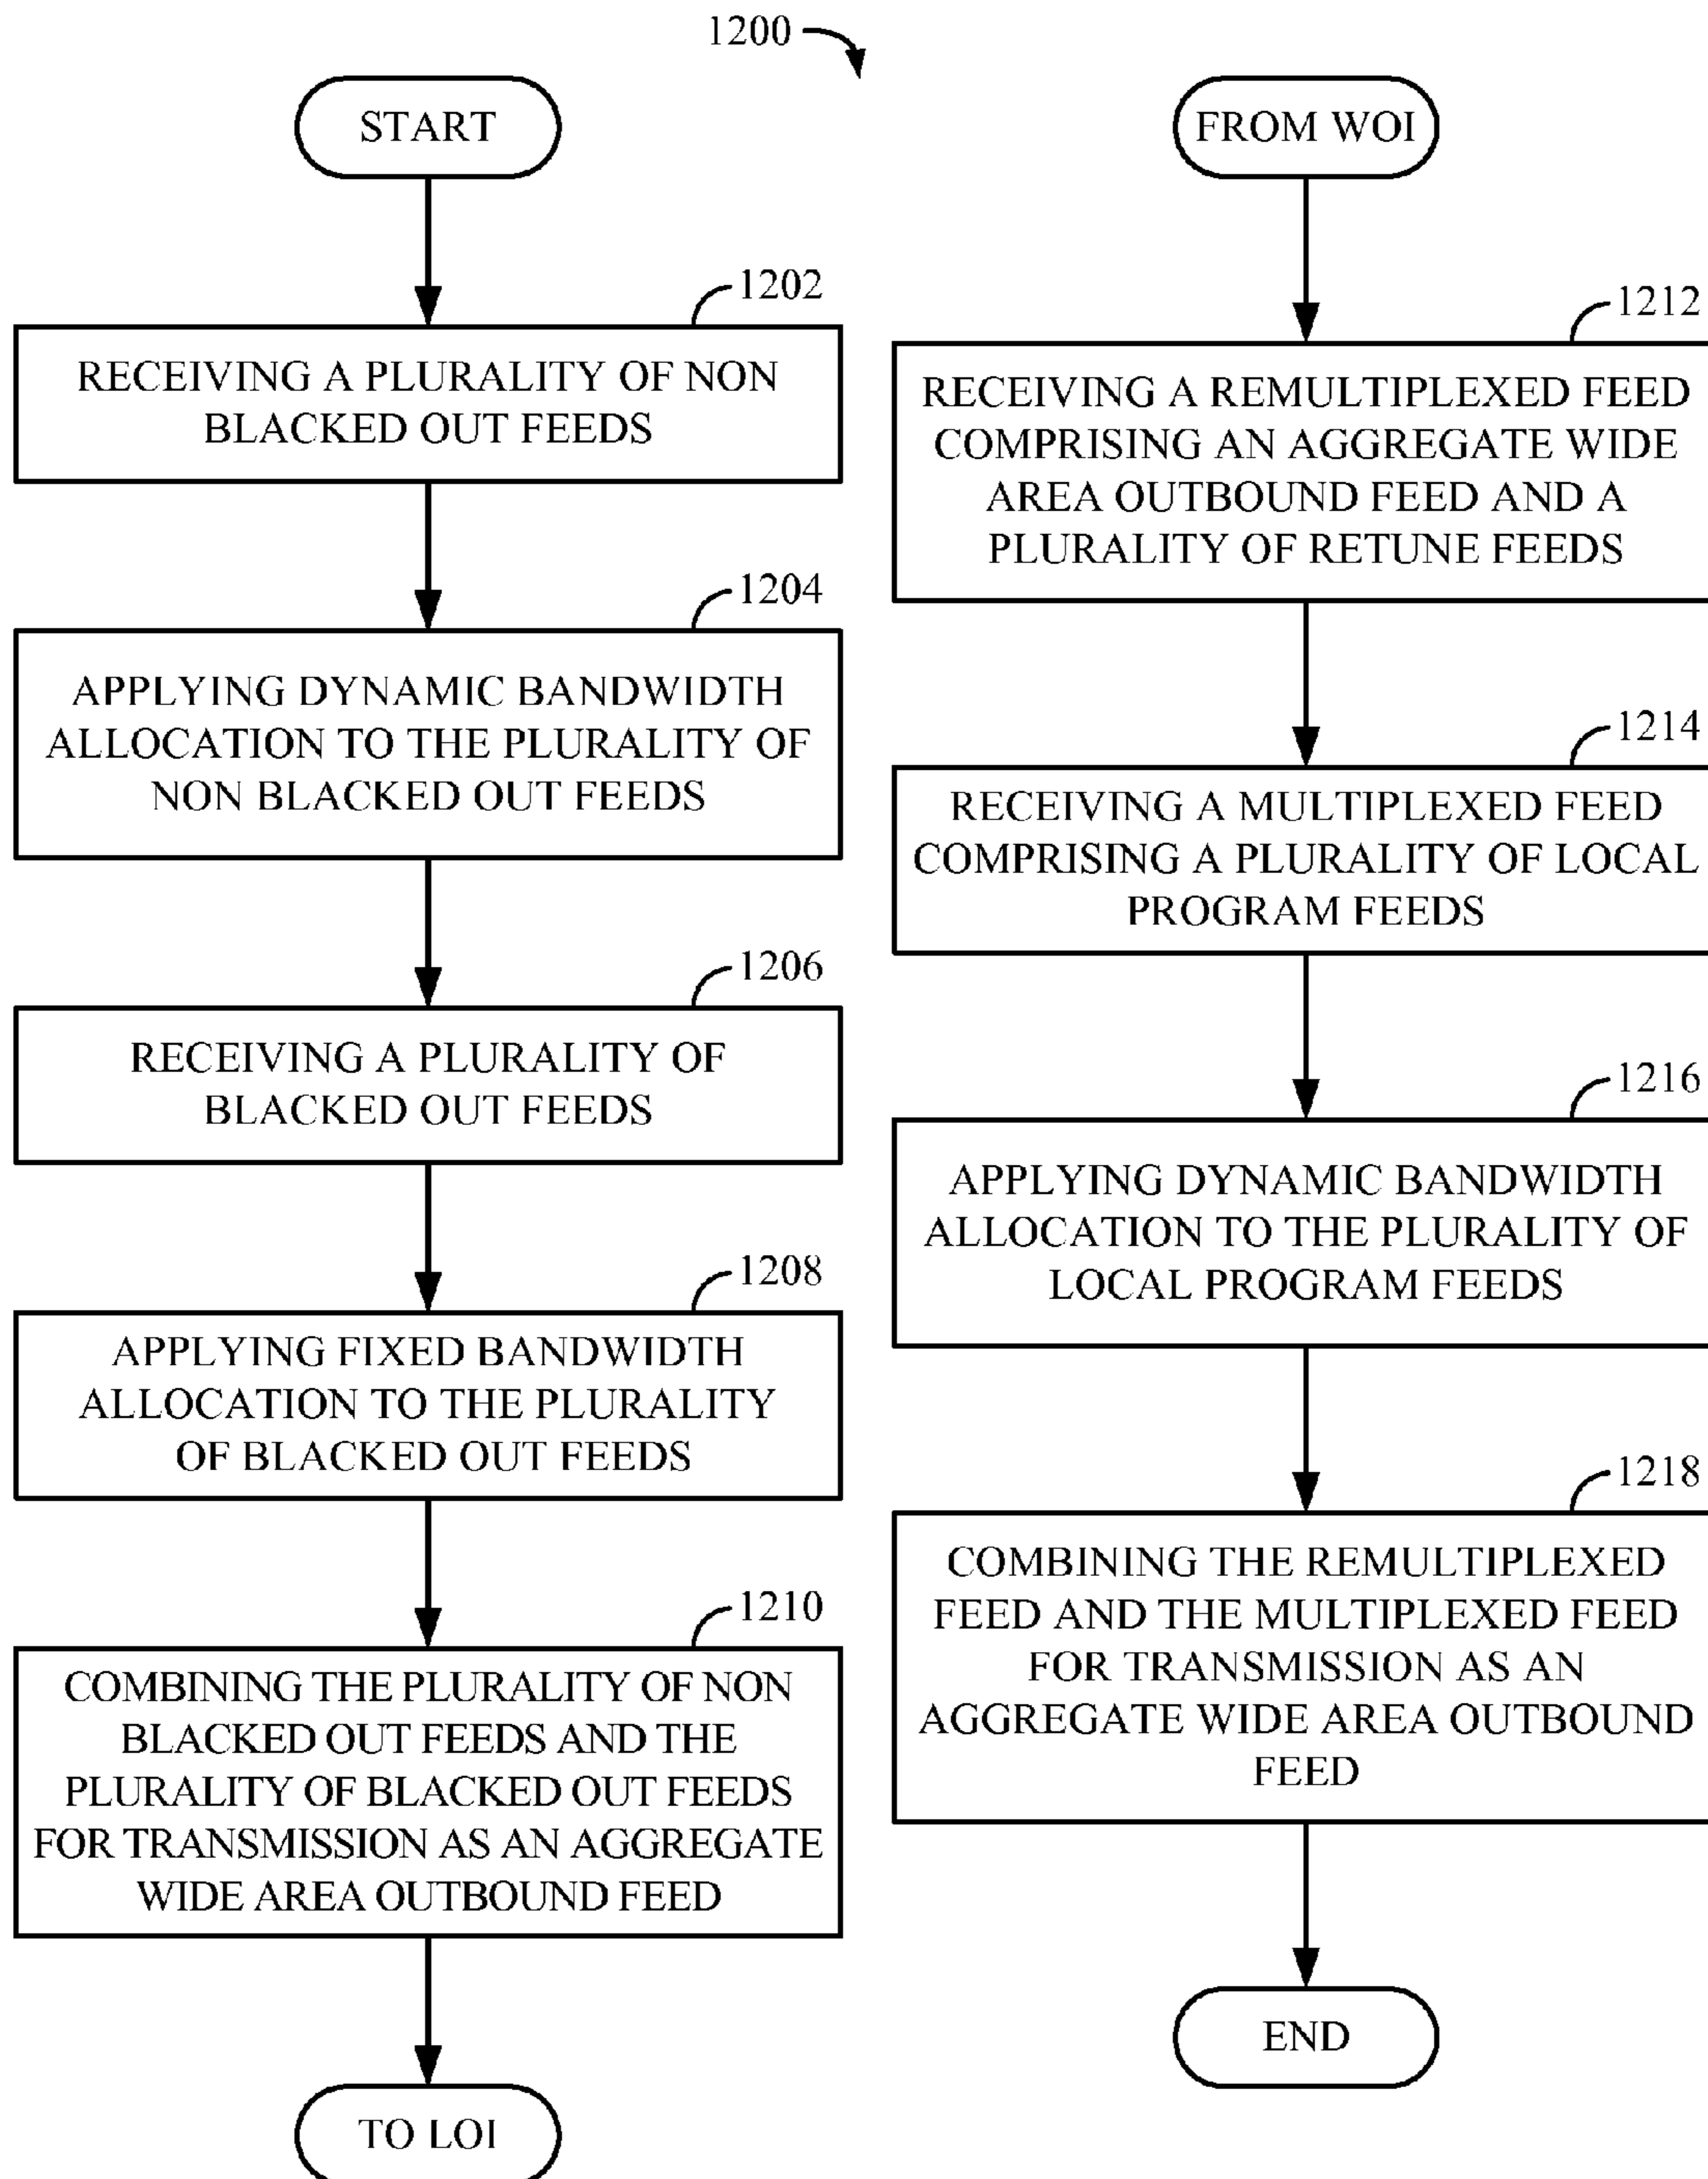 1200
START
1202
RECEIVING A PLURALITY OF NON
BLACKED OUT FEEDS
1204
APPLYING DYNAMIC BANDWIDTH
ALLOCATION TO THE PLURALITY OF
NON BLACKED OUT FEEDS
1206
RECEIVING A PLURALITY OF
BLACKED OUT FEEDS
1208
APPLYING FIXED BANDWIDTH
ALLOCATION TO THE PLURALITY
OF BLACKED OUT FEEDS
1210
COMBINING THE PLURALITY OF NON
BLACKED OUT FEEDS AND THE
PLURALITY OF BLACKED OUT FEEDS
FOR TRANSMISSION AS AN AGGREGATE
WIDE AREA OUTBOUND FEED
TO LOI
FROM WOI
1212
RECEIVING A REMULTIPLEXED FEED
COMPRISING AN AGGREGATE WIDE
AREA OUTBOUND FEED AND A
PLURALITY OF RETUNE FEEDS
1214
RECEIVING A MULTIPLEXED FEED
COMPRISING A PLURALITY OF LOCAL
PROGRAM FEEDS
1216
APPLYING DYNAMIC BANDWIDTH
ALLOCATION TO THE PLURALITY OF
LOCAL PROGRAM FEEDS
1218
COMBINING THE REMULTIPLEXED
FEED AND THE MULTIPLEXED FEED
FOR TRANSMISSION AS AN
AGGREGATE WIDE AREA OUTBOUND
FEED
END